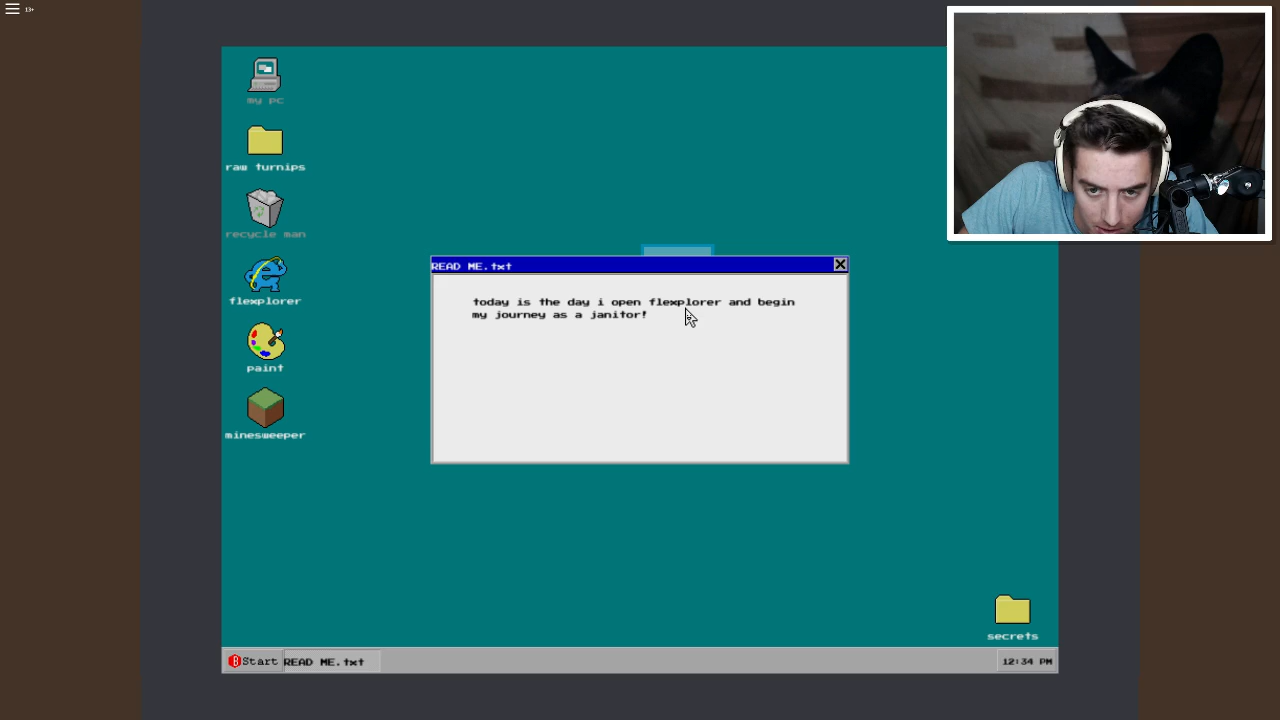 13+
my pc
raw turnips
recycle man
flexplorer
paint
minesweeper
READ ME.txt
today is the day i open flexplorer and begin
my journey as a janitor!
secrets
Start
READ ME.txt
12:34 PM